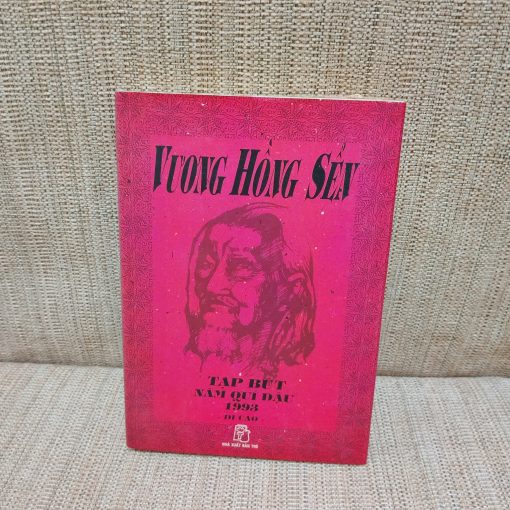 VƯƠNG HỒNG SỂN
TẠP BÚT
NĂM QUÍ DẬU
1993
DI CẢO
NHÀ XUẤT BẢN TRẺ